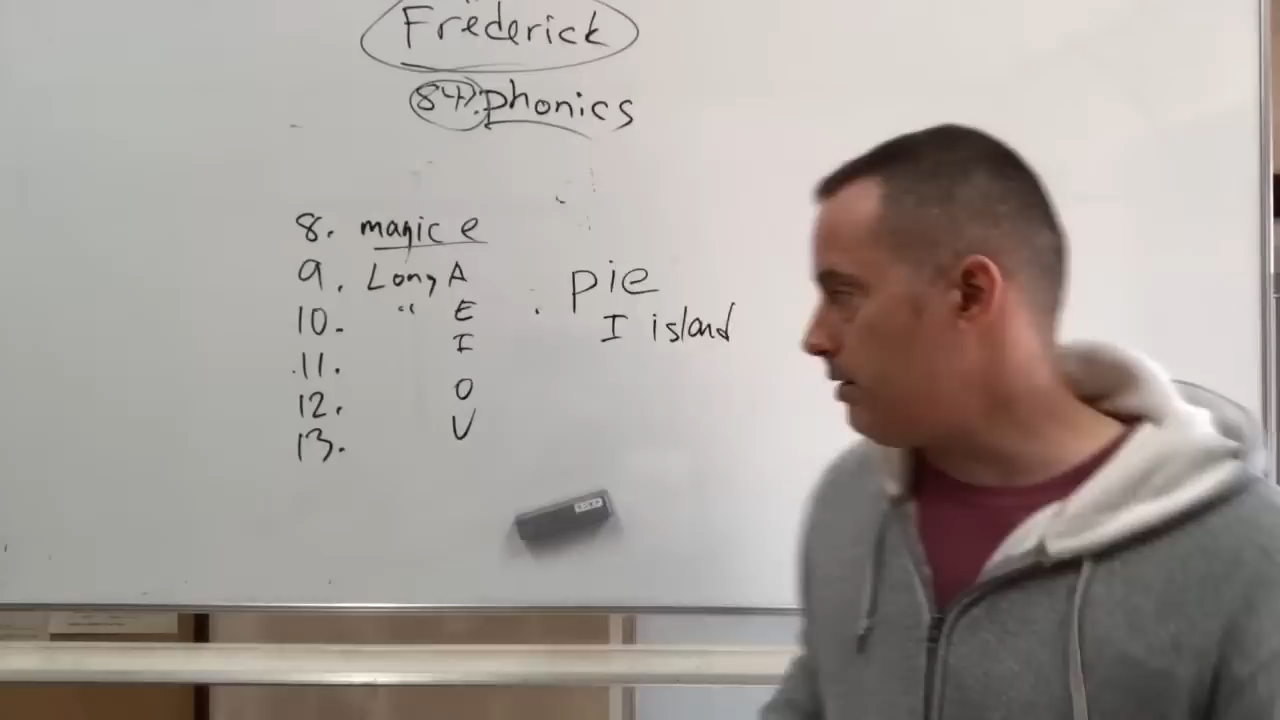 Frederick
84). phonics
8. magic e
9. Long A
10. " E
11. I
12. O
13. U
pie
I island